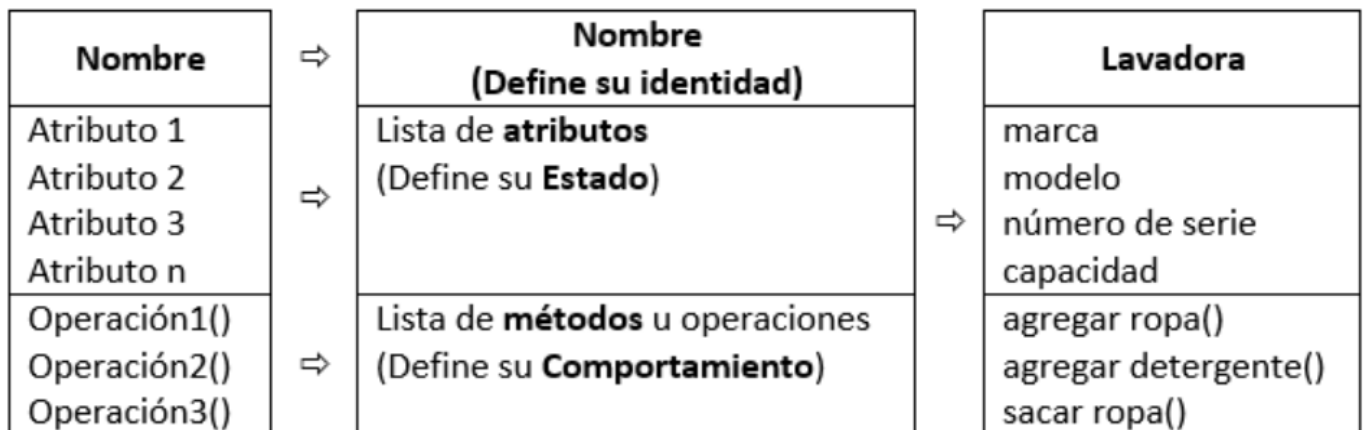 Nombre
Atributo 1
Atributo 2
Atributo 3
Atributo n
Operación1()
Operación2()
Operación3()
⇨
⇨
⇨
Nombre
(Define su identidad)
Lista de atributos
(Define su Estado)
Lista de métodos u operaciones
(Define su Comportamiento)
⇨
Lavadora
marca
modelo
número de serie
capacidad
agregar ropa()
agregar detergente()
sacar ropa()